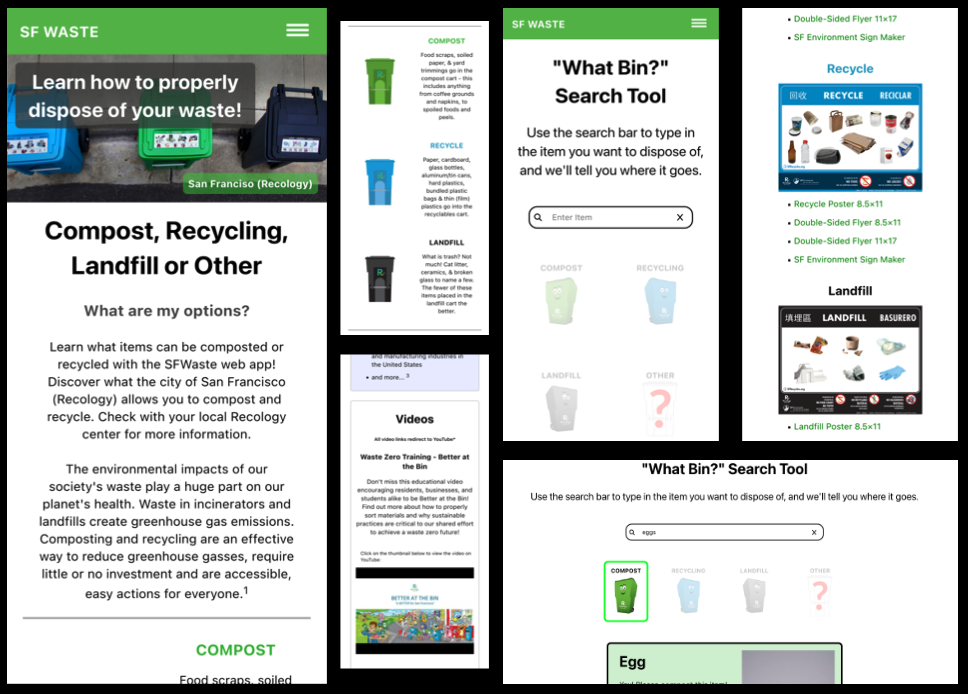 SF WASTE
Learn how to properly
dispose of your waste!
San Franciso (Recology)
Compost, Recycling,
Landfill or Other
What are my options?
Learn what items can be composted or
recycled with the SFWaste web app!
Discover what the city of San Francisco
(Recology) allows you to compost and
recycle. Check with your local Recology
center for more information.
The environmental impacts of our
society's waste play a huge part on our
planet's health. Waste in incinerators and
landfills create greenhouse gas emissions.
Composting and recycling are an effective
way to reduce greenhouse gasses, require
little or no investment and are accessible,
easy actions for everyone.1
COMPOST
Food scraps, soiled
COMPOST
Food scraps, soiled
paper, & yard
trimmings go in the
compost cart - this
includes anything
from coffee grounds
and napkins, to
spoiled foods and
peels.
RECYCLE
Paper, cardboard,
glass bottles,
aluminum/tin cans,
hard plastics,
bundled plastic
bags & thin (film)
plastics go into the
recyclables cart.
LANDFILL
What is trash? Not
much! Cat litter,
ceramics, & broken
glass to name a few.
The fewer of these
items placed in the
landfill cart the
better.
and manufacturing industries in
the United States
• and more... 3
Videos
All video links redirect to YouTube*
Waste Zero Training - Better at
the Bin
Don't miss this educational video
encouraging residents, businesses, and
students alike to be Better at the Bin!
Find out more about how to properly
sort materials and why sustainable
practices are critical to our shared effort
to achieve a waste zero future!
Click on the thumbnail below to view the video on
YouTube:
BETTER AT THE BIN
SF WASTE
"What Bin?"
Search Tool
Use the search bar to type in
the item you want to dispose of,
and we'll tell you where it goes.
Enter Item X
COMPOST RECYCLING
LANDFILL OTHER
?
• Double-Sided Flyer 11×17
• SF Environment Sign Maker
Recycle
回收 RECYCLE RECICLAR
• Recycle Poster 8.5×11
• Double-Sided Flyer 8.5×11
• Double-Sided Flyer 11×17
• SF Environment Sign Maker
Landfill
填埋區 LANDFILL BASURERO
• Landfill Poster 8.5×11
"What Bin?" Search Tool
Use the search bar to type in the item you want to dispose of, and we'll tell you where it goes.
eggs X
COMPOST RECYCLING LANDFILL OTHER
?
Egg
You! Please compost this item!